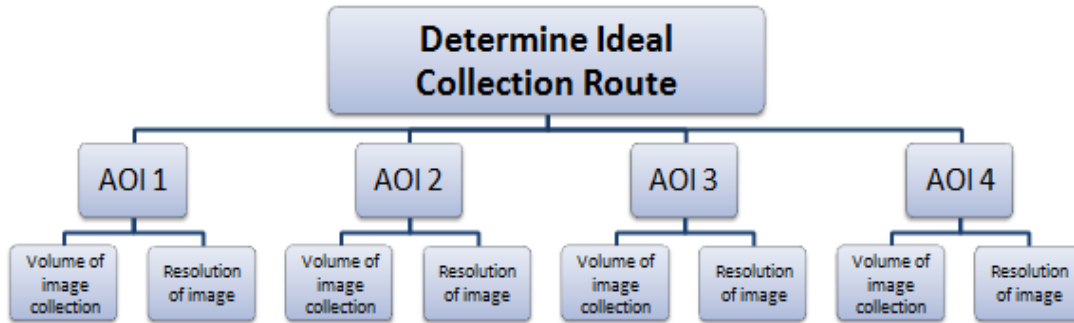 Determine Ideal
Collection Route
AOI 1
AOI 2
AOI 3
AOI 4
Volume of
image
collection
Resolution
of image
Volume of
image
collection
Resolution
of image
Volume of
image
collection
Resolution
of image
Volume of
image
collection
Resolution
of image